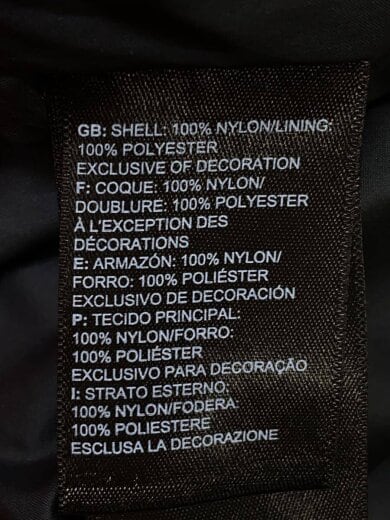 GB: SHELL: 100% NYLON/LINING:
100% POLYESTER
EXCLUSIVE OF DECORATION
F: COQUE: 100% NYLON/
DOUBLURE: 100% POLYESTER
À L'EXCEPTION DES
DÉCORATIONS
E: ARMAZÓN: 100% NYLON/
FORRO: 100% POLIÉSTER
EXCLUSIVO DE DECORACIÓN
P: TECIDO PRINCIPAL:
100% NYLON/FORRO:
100% POLIÉSTER
EXCLUSIVO PARA DECORAÇÃO
I: STRATO ESTERNO:
100% NYLON/FODERA:
100% POLIESTERE
ESCLUSA LA DECORAZIONE